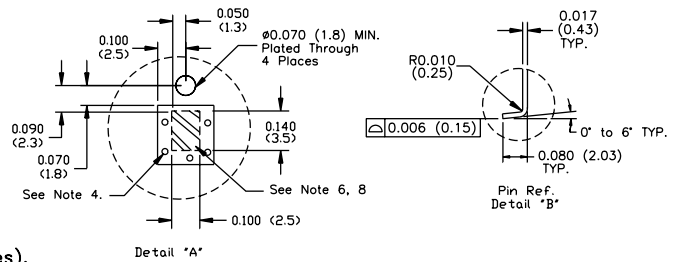 0.050
(1.3)
0.100
(2.5)
ø0.070 (1.8) MIN.
Plated Through
4 Places
0.090
(2.3)
0.070
(1.8)
0.140
(3.5)
See Note 4.
See Note 6, 8
0.100 (2.5)
Detail "A"
es).
0.017
(0.43)
TYP.
R0.010
(0.25)
⌓ 0.006 (0.15)
0° to 6° TYP.
0.080 (2.03)
TYP.
Pin Ref.
Detail "B"